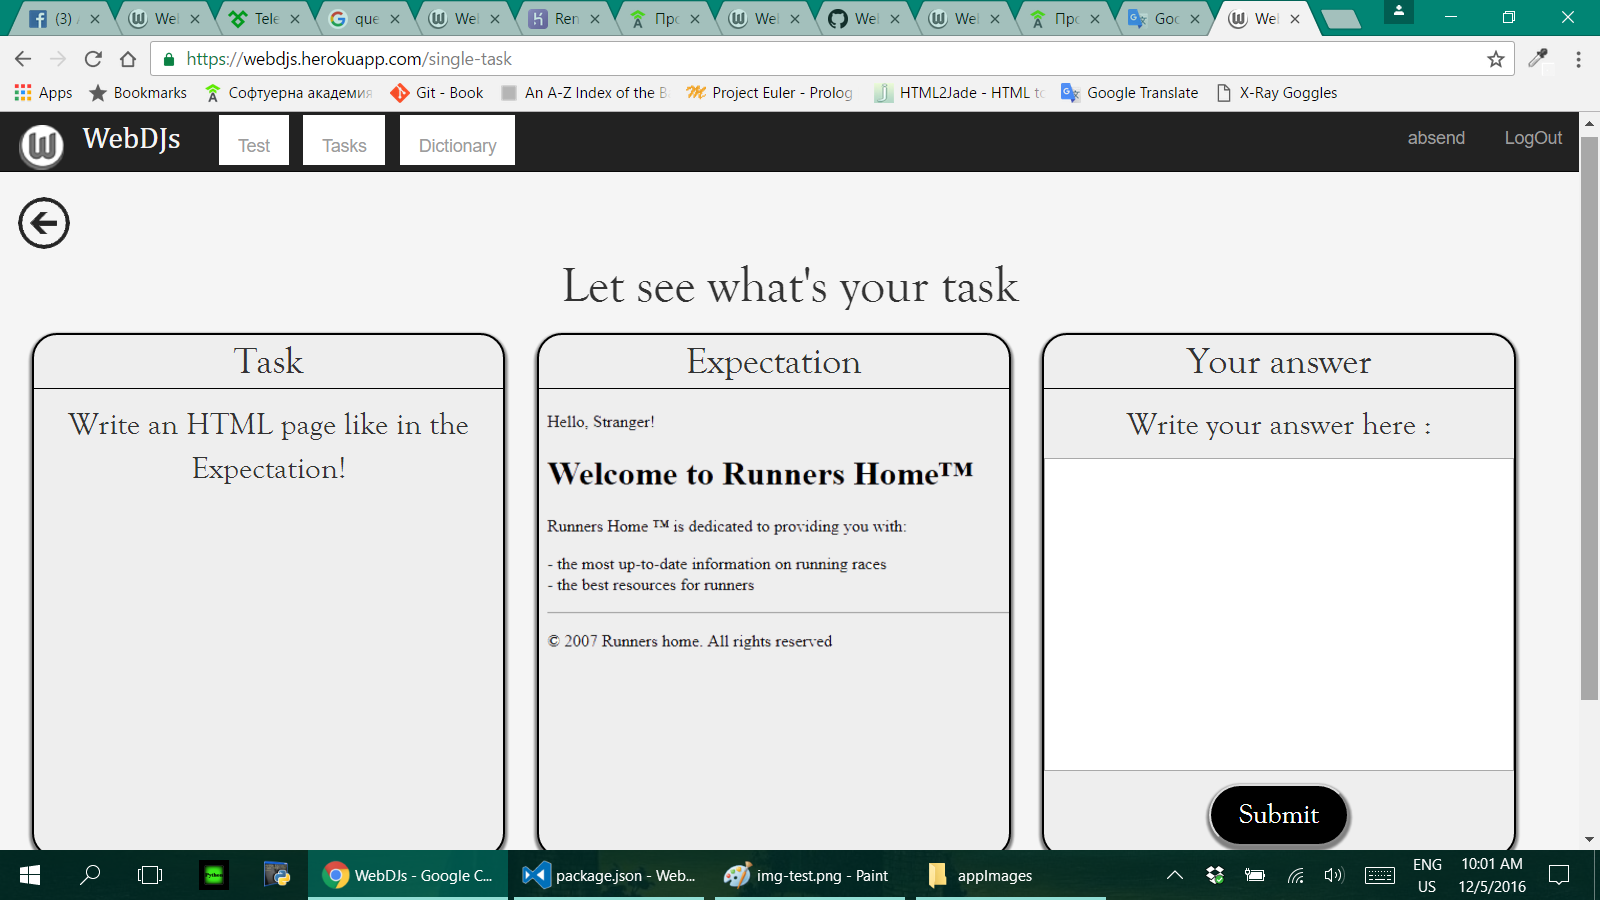 (3)
Wel
Tele
que
Wel
Ren
Про
Wel
Wel
Wel
Про
Goo
Wel
https://webdjs.herokuapp.com/single-task
Apps
Bookmarks
Софтуерна академия
Git - Book
An A-Z Index of the B
Project Euler - Prolog
HTML2Jade - HTML to
Google Translate
X-Ray Goggles
W
WebDJs
Test
Tasks
Dictionary
absend
LogOut
Let see what's your task
Task
Write an HTML page like in the
Expectation!
Expectation
Hello, Stranger!
Welcome to Runners Home™
Runners Home ™ is dedicated to providing you with:
- the most up-to-date information on running races
- the best resources for runners
© 2007 Runners home. All rights reserved
Your answer
Write your answer here :
Submit
Python
WebDJs - Google C...
package.json - Web...
img-test.png - Paint
appImages
ENG
US
10:01 AM
12/5/2016